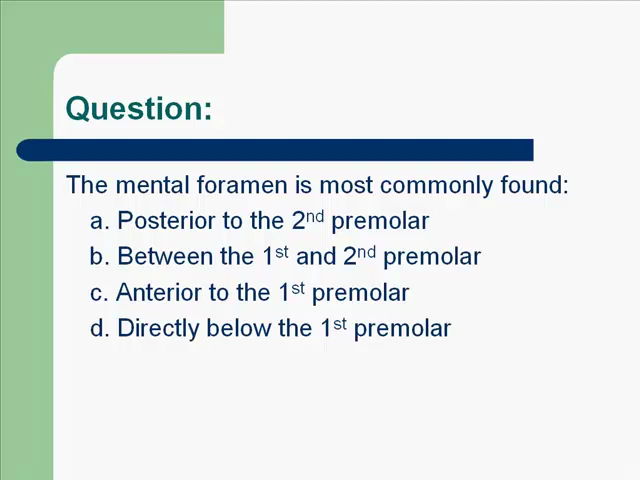 Question:
The mental foramen is most commonly found:
a. Posterior to the 2nd premolar
b. Between the 1st and 2nd premolar
c. Anterior to the 1st premolar
d. Directly below the 1st premolar